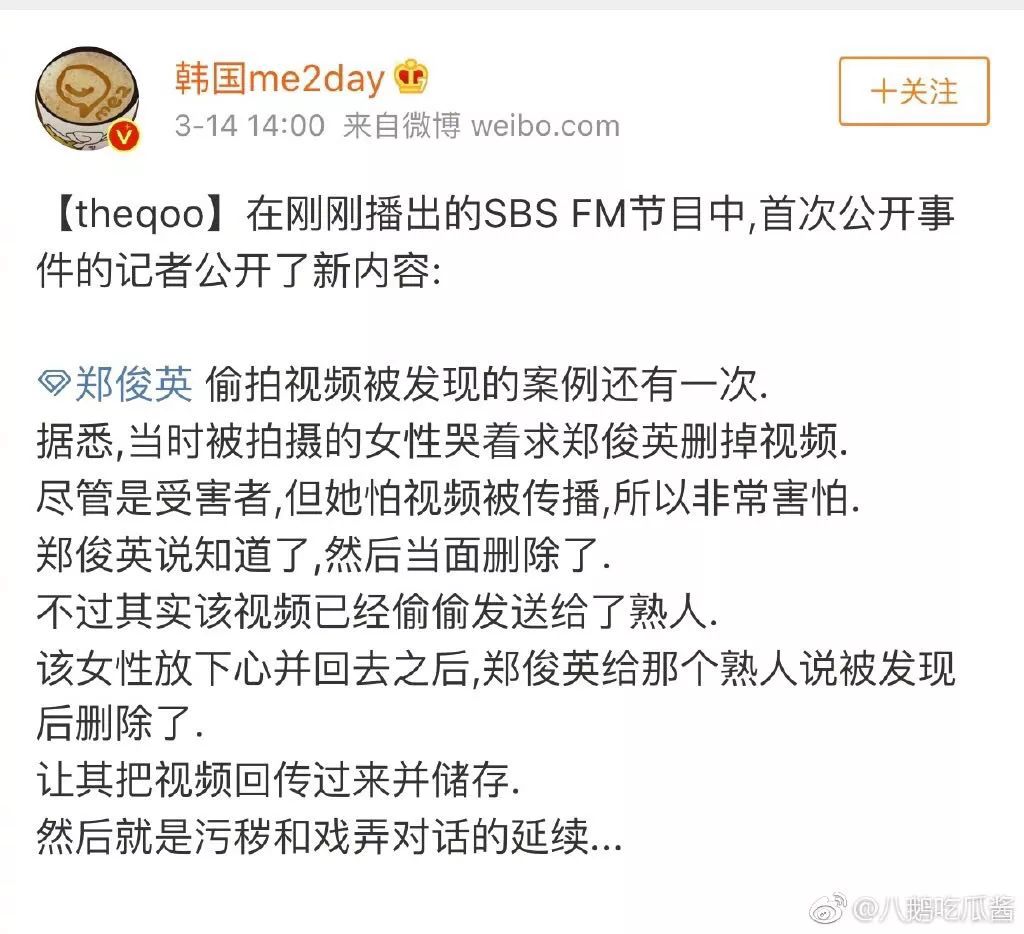 韩国me2day
+关注
3-14 14:00 来自微博 weibo.com
【theqoo】在刚刚播出的SBS FM节目中,首次公开事
件的记者公开了新内容:
郑俊英 偷拍视频被发现的案例还有一次.
据悉,当时被拍摄的女性哭着求郑俊英删掉视频.
尽管是受害者,但她怕视频被传播,所以非常害怕.
郑俊英说知道了,然后当面删除了.
不过其实该视频已经偷偷发送给了熟人.
该女性放下心并回去之后,郑俊英给那个熟人说被发现
后删除了.
让其把视频回传过来并储存.
然后就是污秽和戏弄对话的延续...
@八鹅吃瓜酱